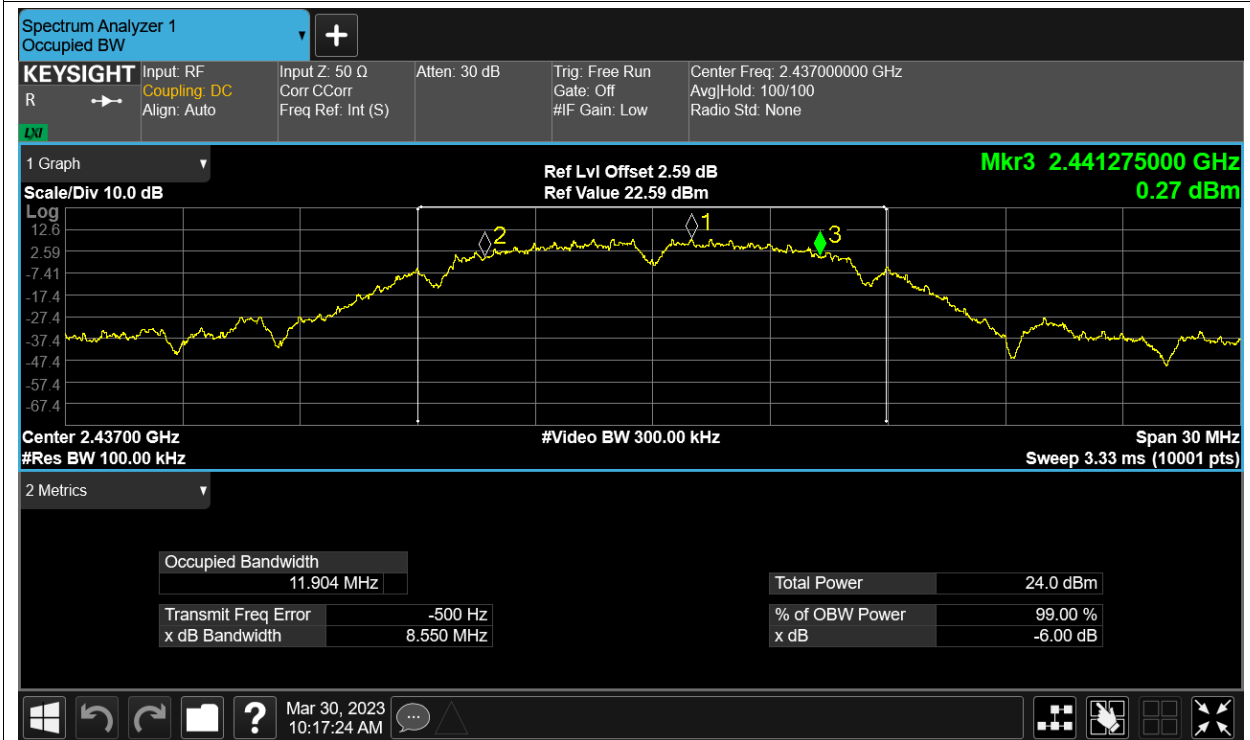 Spectrum Analyzer 1
Occupied BW
KEYSIGHT
R
LXI
Input: RF
Coupling: DC
Align: Auto
Input Z: 50 Ω
Corr CCorr
Freq Ref: Int (S)
Atten: 30 dB
Trig: Free Run
Gate: Off
#IF Gain: Low
Center Freq: 2.437000000 GHz
Avg|Hold: 100/100
Radio Std: None
1 Graph
Scale/Div 10.0 dB
Ref Lvl Offset 2.59 dB
Ref Value 22.59 dBm
Mkr3 2.441275000 GHz
0.27 dBm
Log
12.6
2.59
-7.41
-17.4
-27.4
-37.4
-47.4
-57.4
-67.4
2
1
3
Center 2.43700 GHz
#Res BW 100.00 kHz
#Video BW 300.00 kHz
Span 30 MHz
Sweep 3.33 ms (10001 pts)
2 Metrics
Occupied Bandwidth
11.904 MHz
Transmit Freq Error -500 Hz
x dB Bandwidth 8.550 MHz
Total Power 24.0 dBm
% of OBW Power 99.00 %
x dB -6.00 dB
?
Mar 30, 2023
10:17:24 AM